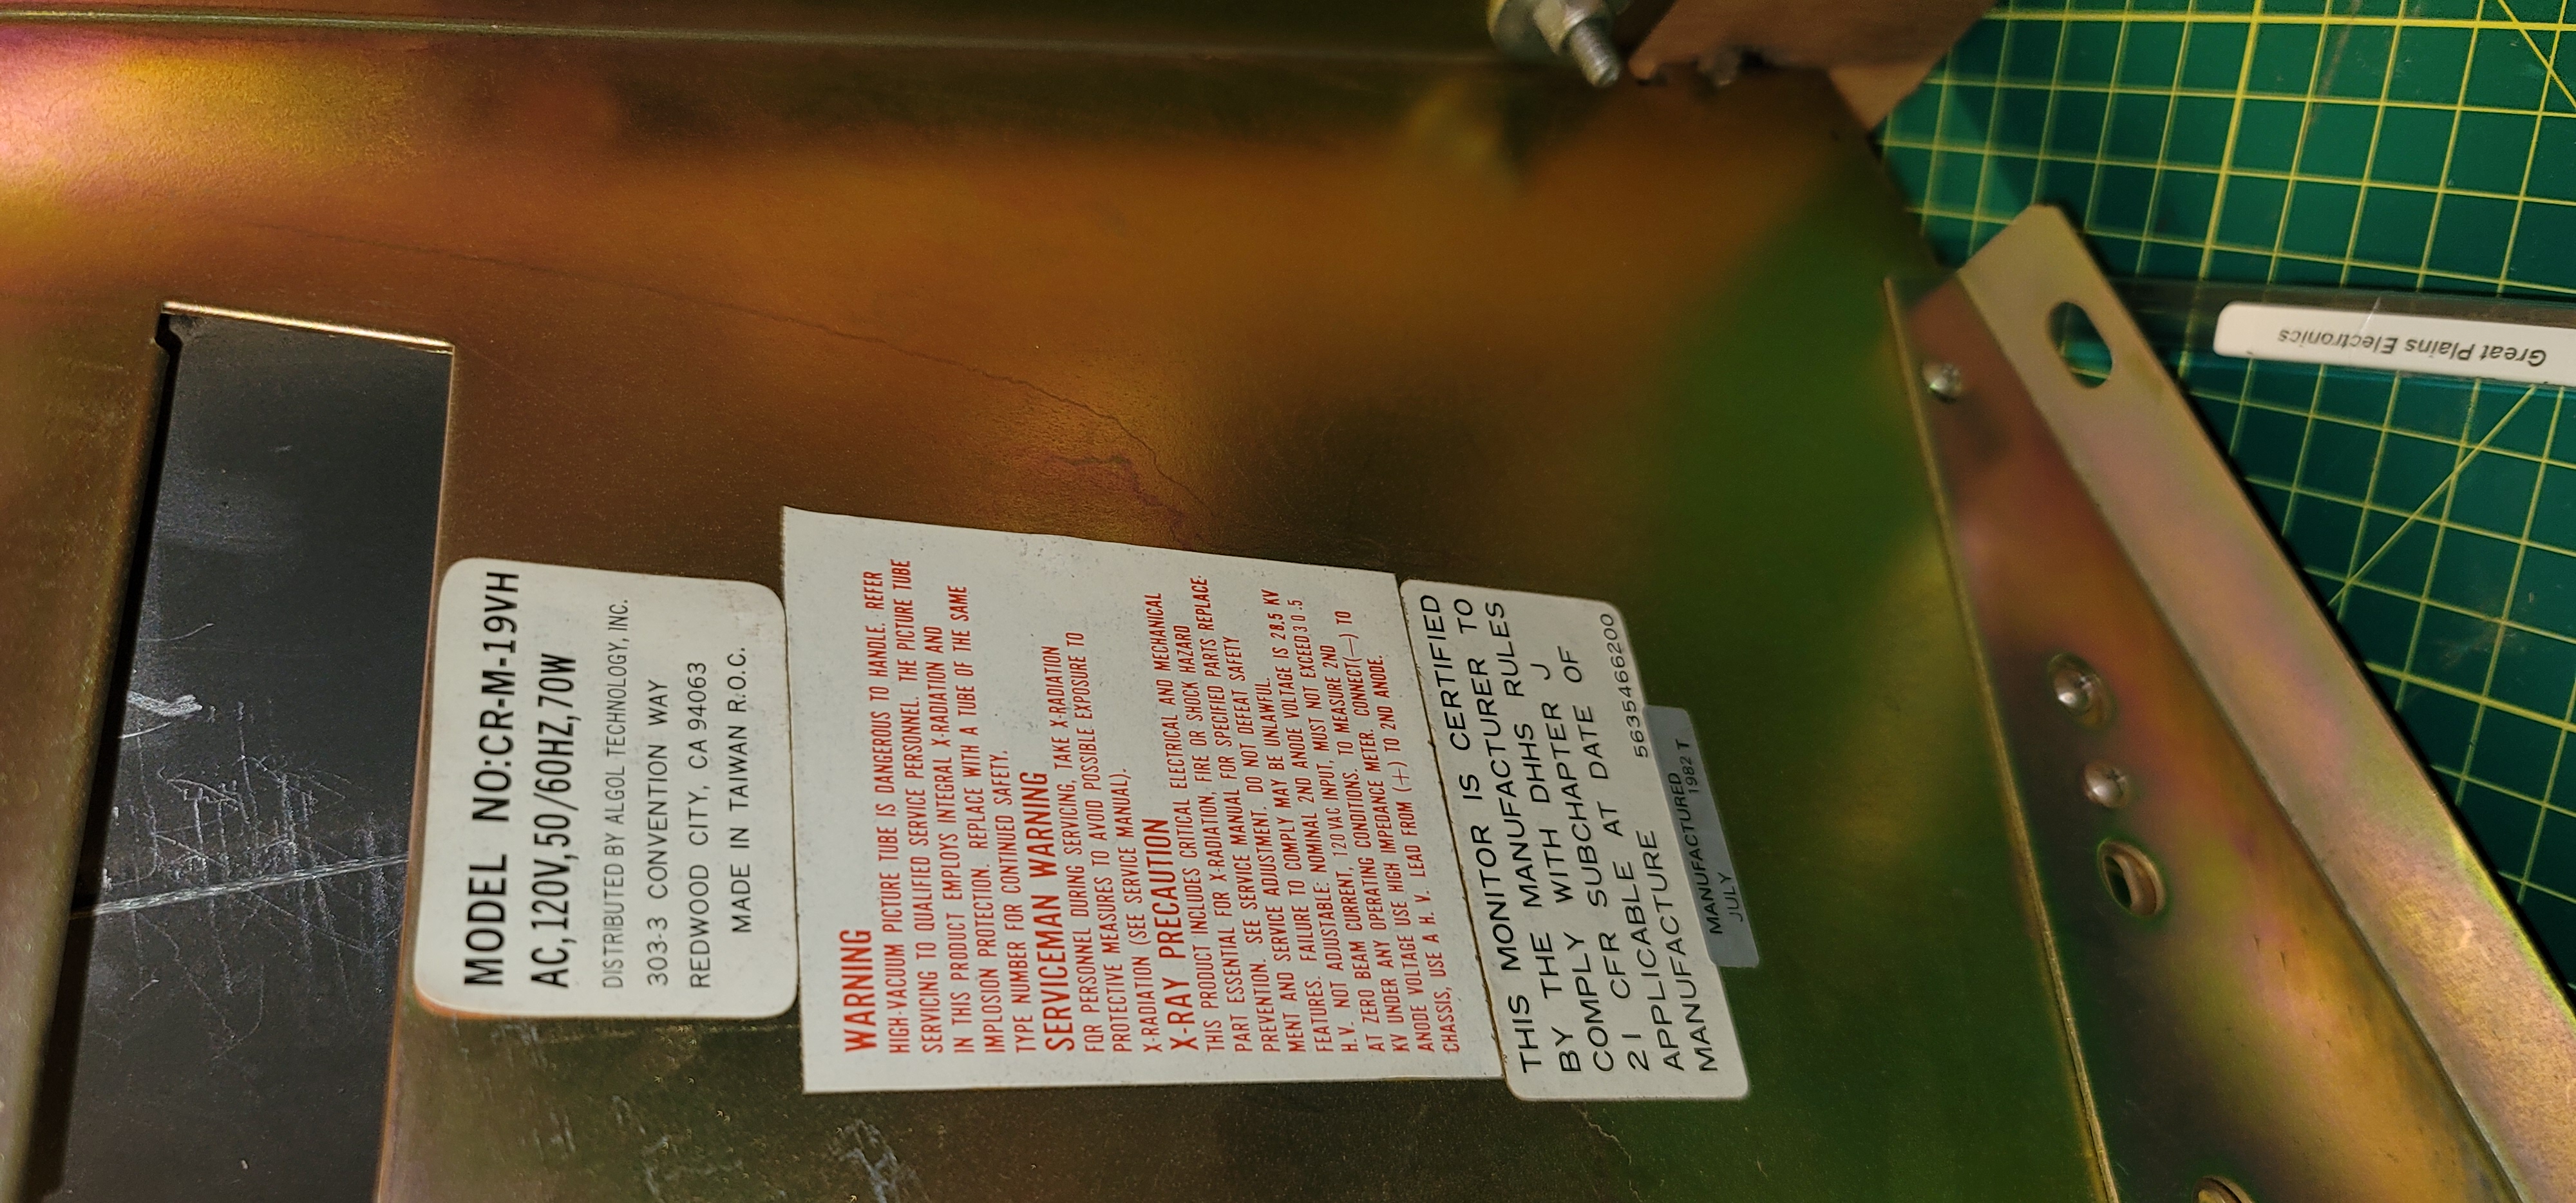 MODEL NO:CR-M-19VH
AC,120V,50/60HZ,70W
DISTRIBUTED BY ALGOL TECHNOLOGY, INC.
303-3 CONVENTION WAY
REDWOOD CITY, CA 94063
MADE IN TAIWAN R.O.C.
WARNING
HIGH-VACUUM PICTURE TUBE IS DANGEROUS TO HANDLE. REFER
SERVICING TO QUALIFIED SERVICE PERSONNEL. THE PICTURE TUBE
IN THIS PRODUCT EMPLOYS INTEGRAL X-RADIATION AND
IMPLOSION PROTECTION. REPLACE WITH A TUBE OF THE SAME
TYPE NUMBER FOR CONTINUED SAFETY.
SERVICEMAN WARNING
FOR PERSONNEL DURING SERVICING, TAKE X-RADIATION
PROTECTIVE MEASURES TO AVOID POSSIBLE EXPOSURE TO
X-RADIATION (SEE SERVICE MANUAL).
X-RAY PRECAUTION
THIS PRODUCT INCLUDES CRITICAL ELECTRICAL AND MECHANICAL
PART ESSENTIAL FOR X-RADIATION, FIRE OR SHOCK HAZARD
PREVENTION. SEE SERVICE MANUAL FOR SPECIFIED PARTS REPLACE-
MENT AND SERVICE ADJUSTMENT. DO NOT DEFEAT SAFETY
FEATURES. FAILURE TO COMPLY MAY BE UNLAWFUL.
H.V. NOT ADJUSTABLE: NOMINAL 2ND ANODE VOLTAGE IS 28.5 KV
AT ZERO BEAM CURRENT, 120 VAC INPUT, MUST NOT EXCEED 30.5
KV UNDER ANY OPERATING CONDITIONS. TO MEASURE 2ND
ANODE VOLTAGE USE HIGH IMPEDANCE METER. CONNECT(—) TO
CHASSIS, USE A H. V. LEAD FROM (+) TO 2ND ANODE.
THIS MONITOR IS CERTIFIED
BY THE MANUFACTURER TO
COMPLY WITH DHHS RULES
21 CFR SUBCHAPTER J
APPLICABLE AT DATE OF
MANUFACTURE 5635466200
MANUFACTURED
JULY 1982 T
Great Plains Electronics